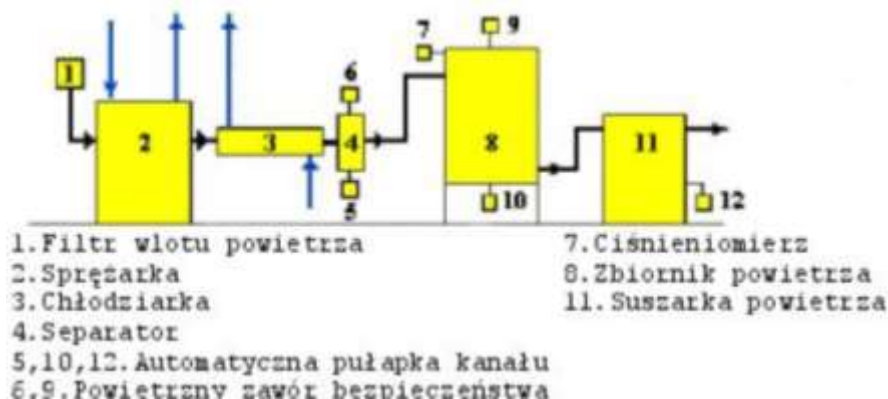 7
9
1
6
2
3
4
8
11
5
10
12
1.Filtr wlotu powietrza
2.Sprężarka
3.Chłodziarka
4.Separator
5,10,12.Automatyczna pułapka kanału
6,9.Powietrzny zawór bezpieczeństwa
7.Ciśnieniomierz
8.Zbiornik powietrza
11.Suszarka powietrza